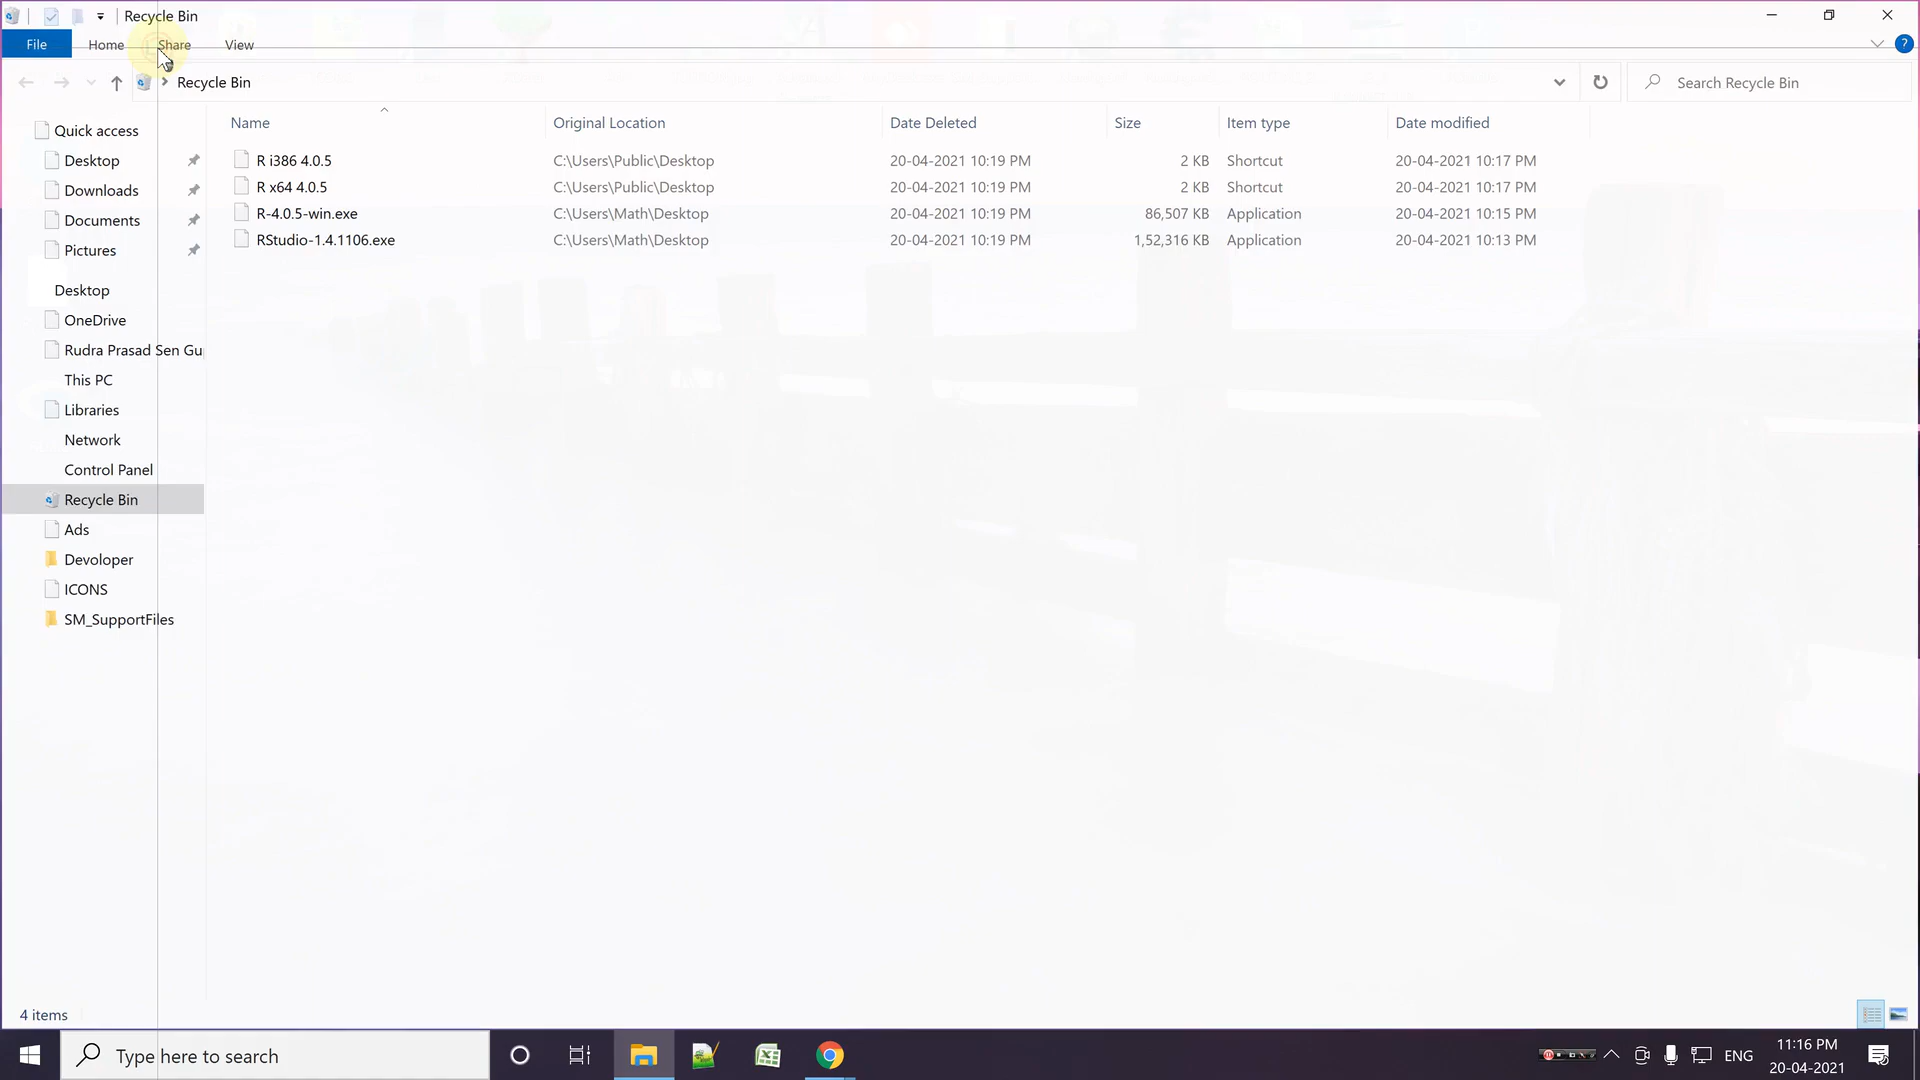 Recycle Bin
File Home Share View
Recycle Bin
Search Recycle Bin
Name Original Location Date Deleted Size Item type Date modified
R i386 4.0.5 C:\Users\Public\Desktop 20-04-2021 10:19 PM 2 KB Shortcut 20-04-2021 10:17 PM
R x64 4.0.5 C:\Users\Public\Desktop 20-04-2021 10:19 PM 2 KB Shortcut 20-04-2021 10:17 PM
R-4.0.5-win.exe C:\Users\Math\Desktop 20-04-2021 10:19 PM 86,507 KB Application 20-04-2021 10:15 PM
RStudio-1.4.1106.exe C:\Users\Math\Desktop 20-04-2021 10:19 PM 1,52,316 KB Application 20-04-2021 10:13 PM
Quick access
Desktop
Downloads
Documents
Pictures
Desktop
OneDrive
Rudra Prasad Sen Gu
This PC
Libraries
Network
Control Panel
Recycle Bin
Ads
Devoloper
ICONS
SM_SupportFiles
4 items
Type here to search
ENG
11:16 PM
20-04-2021